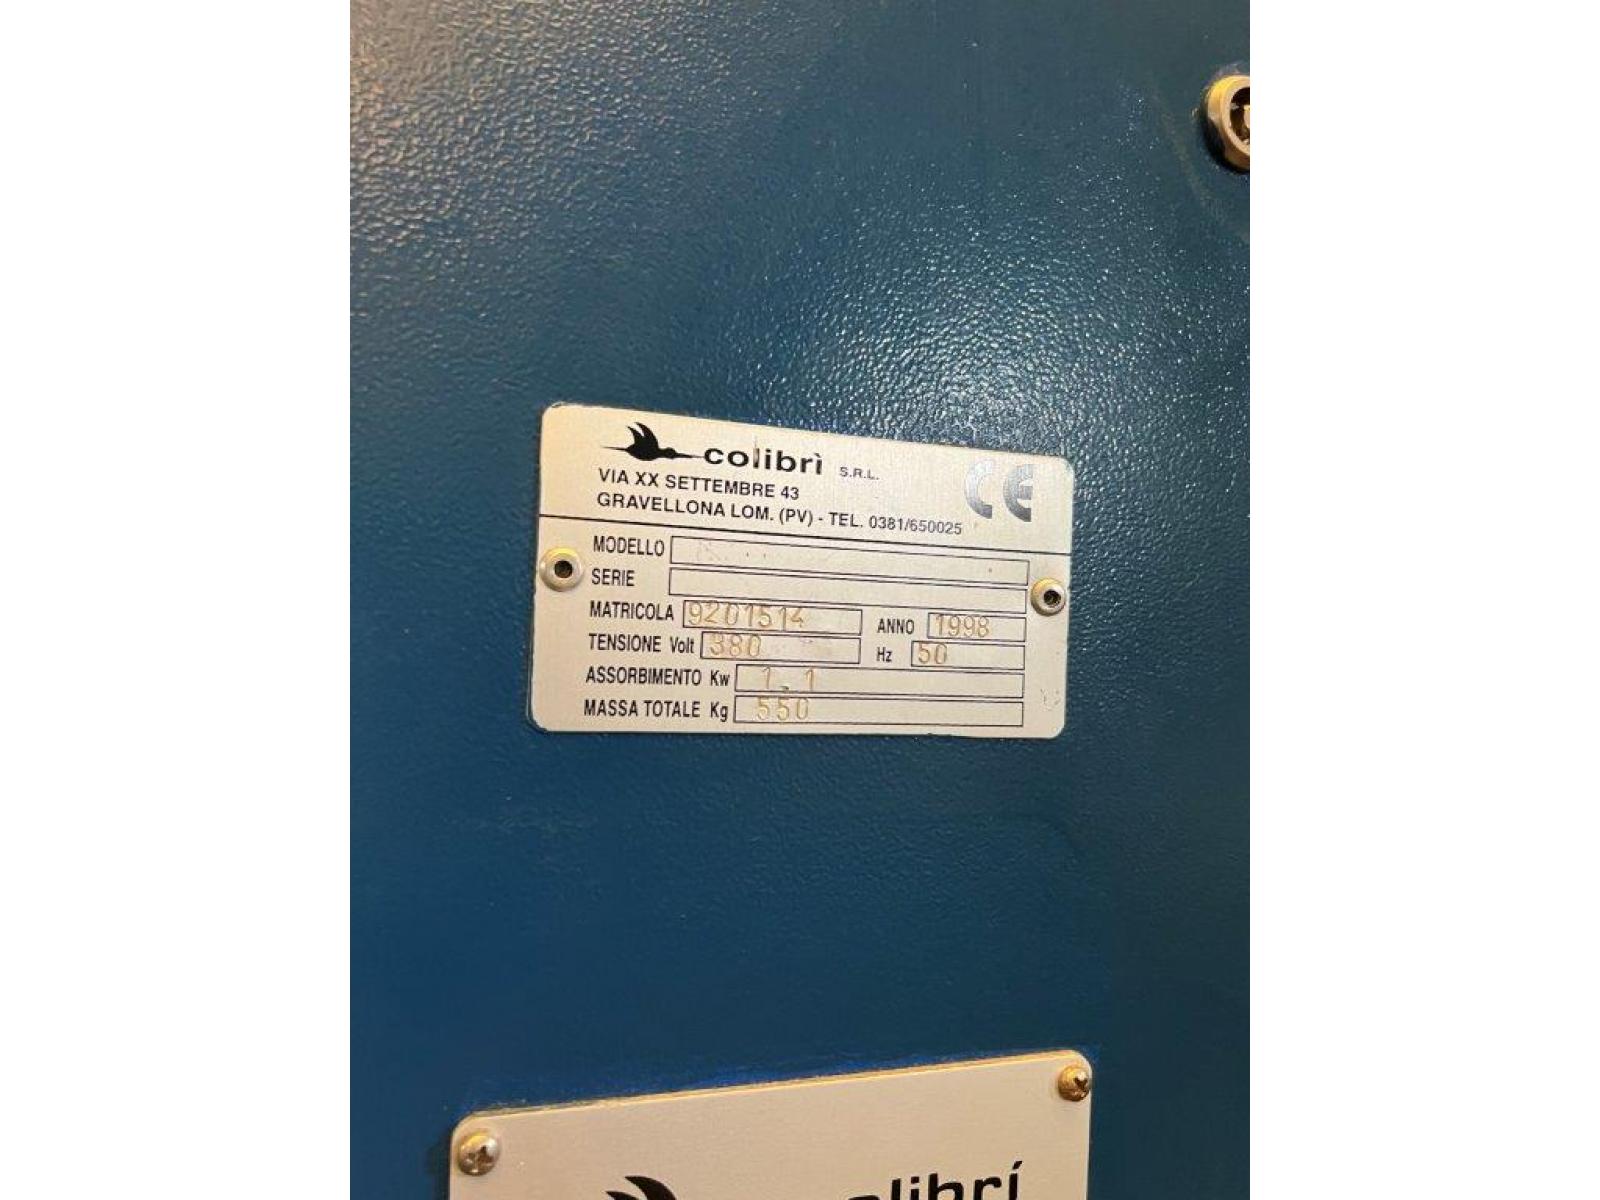 colibrì S.R.L.
VIA XX SETTEMBRE 43
GRAVELLONA LOM. (PV) - TEL. 0381/650025
CE
MODELLO
SERIE
MATRICOLA 9201514 ANNO 1998
TENSIONE Volt 380 Hz 50
ASSORBIMENTO Kw 1.1
MASSA TOTALE Kg 550
colibrí